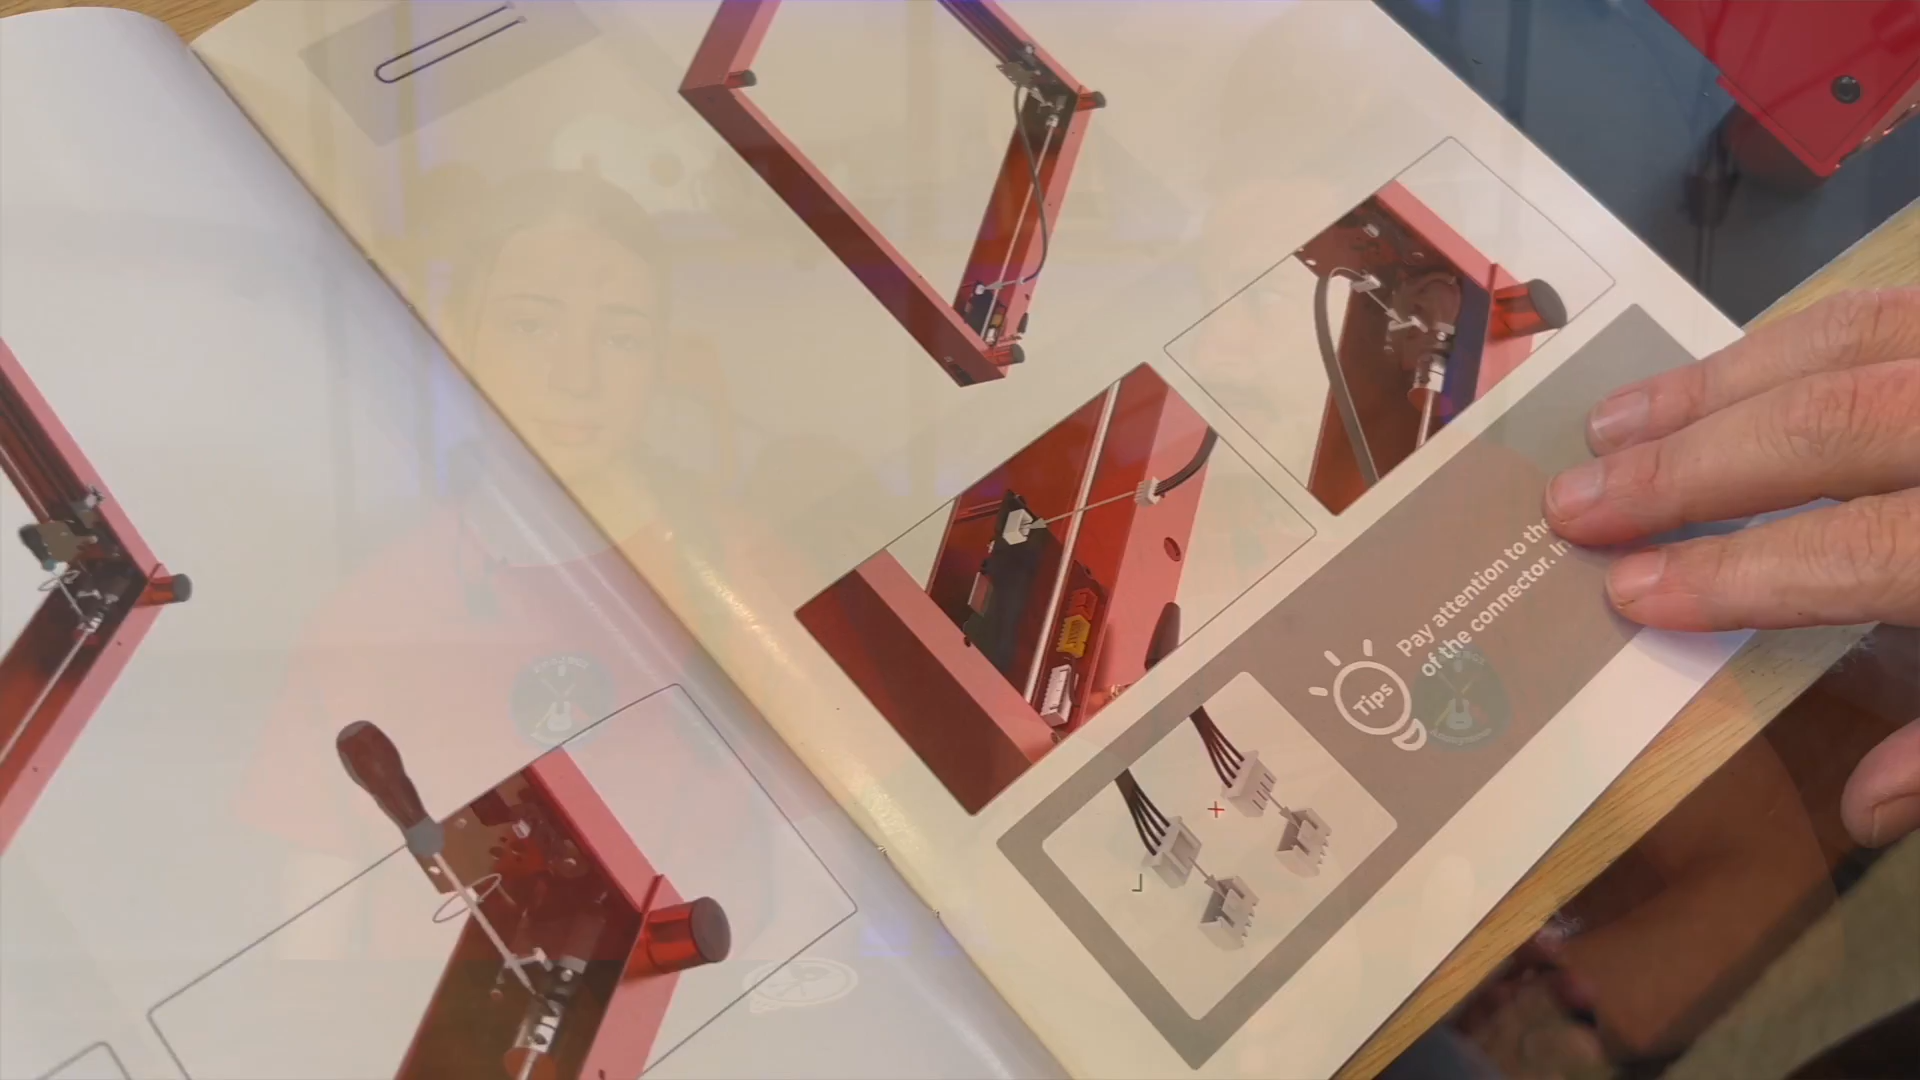 Pay attention to the
of the connector. In
Tips